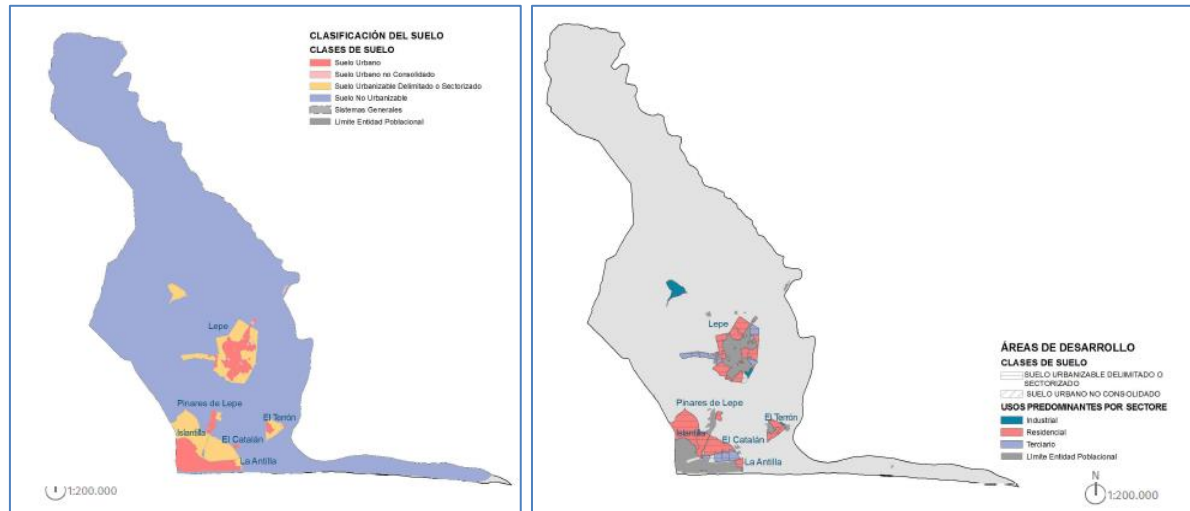 CLASIFICACIÓN DEL SUELO
CLASES DE SUELO
Suelo Urbano
Suelo Urbano no Consolidado
Suelo Urbanizable Delimitado o Sectorizado
Suelo No Urbanizable
Sistemas Generales
Limite Entidad Poblacional
Lepe
Pinares de Lepe
El Terrón
Islantilla
El Catalán
La Antilla
1:200.000
Lepe
Pinares de Lepe
El Terrón
Islantilla
El Catalán
La Antilla
ÁREAS DE DESARROLLO
CLASES DE SUELO
SUELO URBANIZABLE DELIMITADO O
SECTORIZADO
SUELO URBANO NO CONSOLIDADO
USOS PREDOMINANTES POR SECTORE
Industrial
Residencial
Terciario
Limite Entidad Poblacional
N
1:200.000